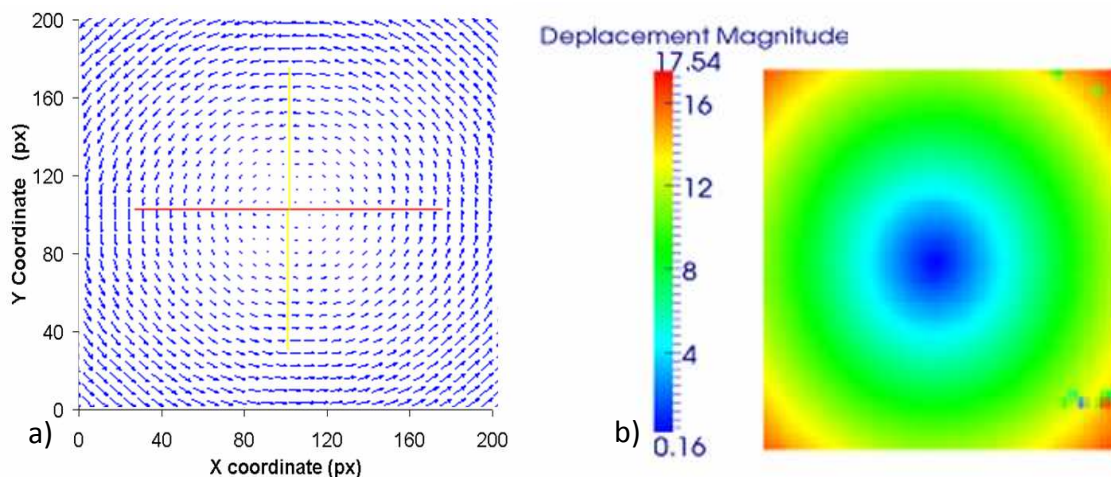 200
160
120
80
40
0
Y Coordinate (px)
0 40 80 120 160 200
X coordinate (px)
a)
Deplacement Magnitude
17.54
16
12
8
4
0.16
b)